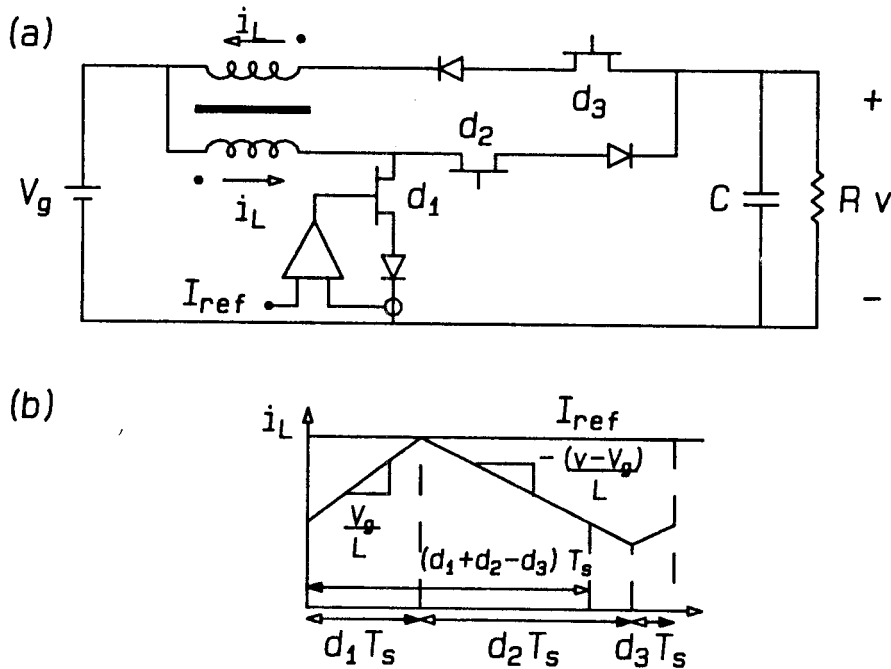 (a)
i_L
d_3
d_2
V_g
i_L
d_1
C
R
v
+
−
I_ref
(b)
i_L
I_ref
−(v−V_g)
L
V_g
L
(d_1+d_2−d_3) T_s
d_1 T_s
d_2 T_s
d_3 T_s